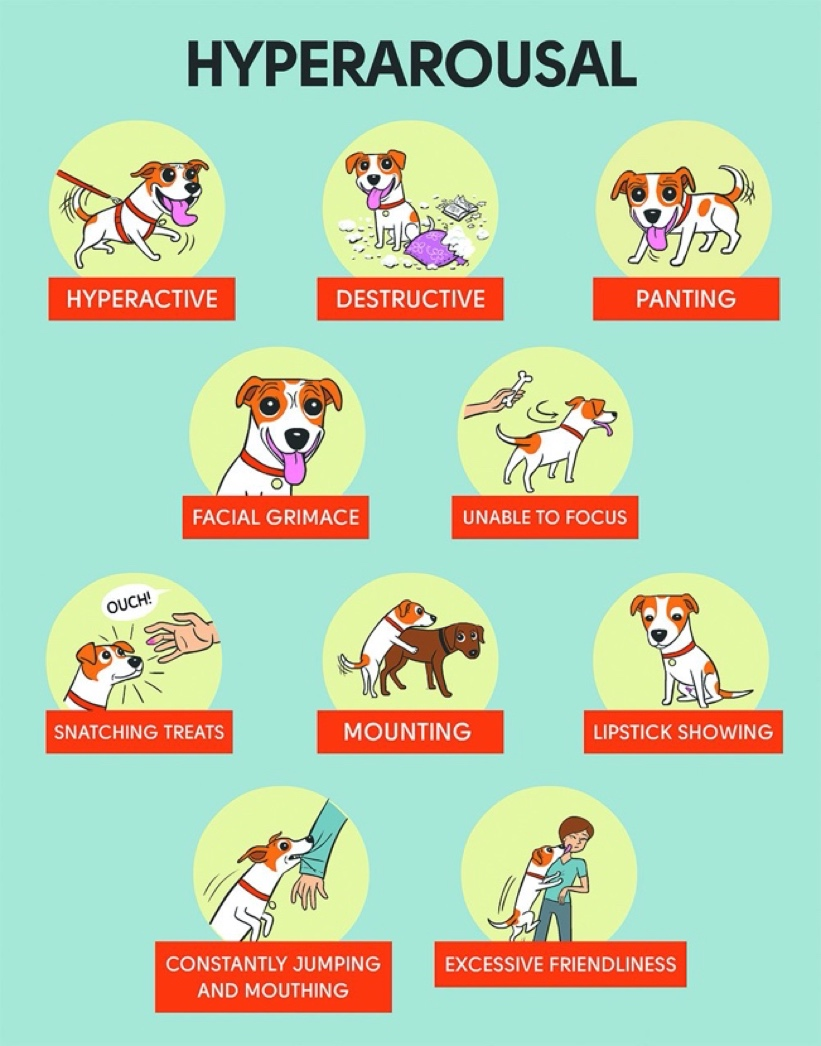 HYPERAROUSAL
HYPERACTIVE
DESTRUCTIVE
PANTING
FACIAL GRIMACE
UNABLE TO FOCUS
OUCH!
SNATCHING TREATS
MOUNTING
LIPSTICK SHOWING
CONSTANTLY JUMPING
AND MOUTHING
EXCESSIVE FRIENDLINESS